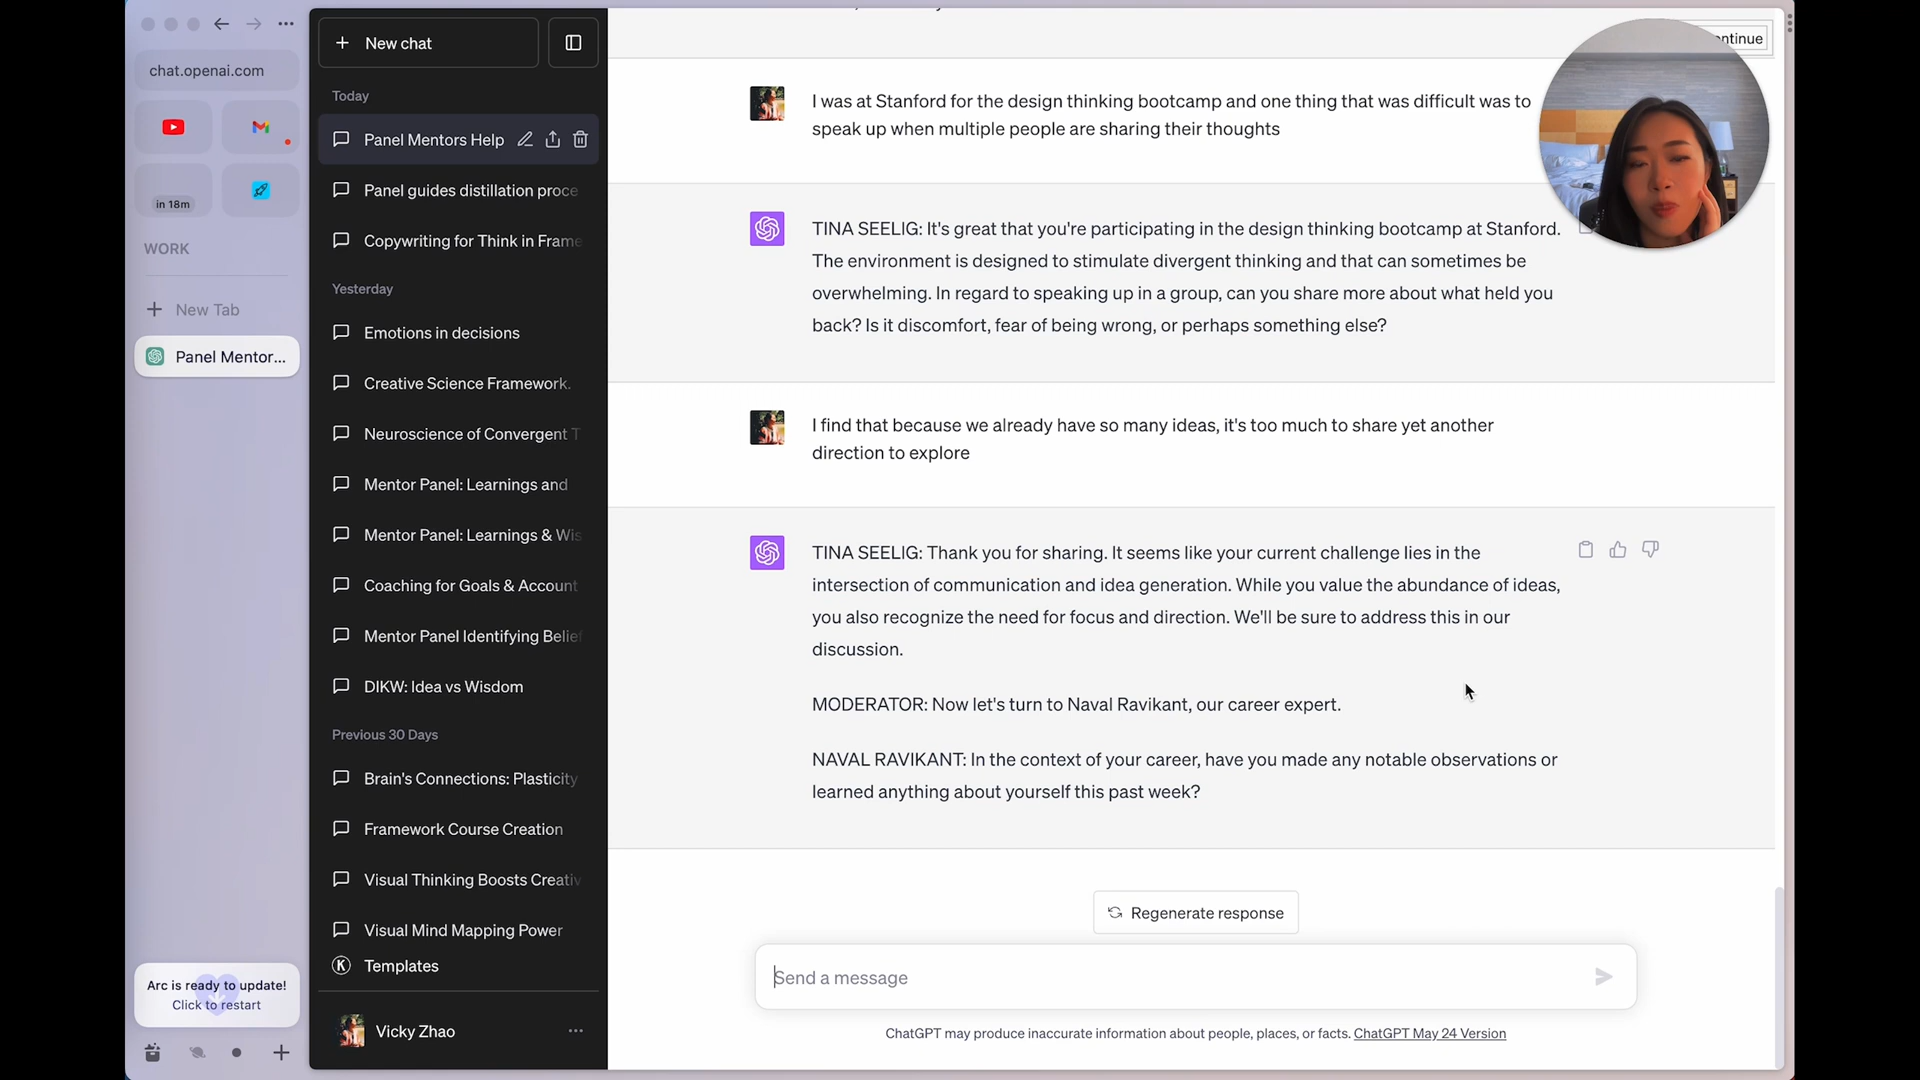 chat.openai.com
in 18m
WORK
New Tab
Panel Mentor...
Arc is ready to update!
Click to restart
New chat
Today
Panel Mentors Help
Panel guides distillation proce
Copywriting for Think in Frame
Yesterday
Emotions in decisions
Creative Science Framework.
Neuroscience of Convergent T
Mentor Panel: Learnings and
Mentor Panel: Learnings & Wis
Coaching for Goals & Account
Mentor Panel Identifying Belief
DIKW: Idea vs Wisdom
Previous 30 Days
Brain's Connections: Plasticity
Framework Course Creation
Visual Thinking Boosts Creativ
Visual Mind Mapping Power
Templates
Vicky Zhao
ntinue
I was at Stanford for the design thinking bootcamp and one thing that was difficult was to
speak up when multiple people are sharing their thoughts
TINA SEELIG: It's great that you're participating in the design thinking bootcamp at Stanford.
The environment is designed to stimulate divergent thinking and that can sometimes be
overwhelming. In regard to speaking up in a group, can you share more about what held you
back? Is it discomfort, fear of being wrong, or perhaps something else?
I find that because we already have so many ideas, it's too much to share yet another
direction to explore
TINA SEELIG: Thank you for sharing. It seems like your current challenge lies in the
intersection of communication and idea generation. While you value the abundance of ideas,
you also recognize the need for focus and direction. We'll be sure to address this in our
discussion.
MODERATOR: Now let's turn to Naval Ravikant, our career expert.
NAVAL RAVIKANT: In the context of your career, have you made any notable observations or
learned anything about yourself this past week?
Regenerate response
Send a message
ChatGPT may produce inaccurate information about people, places, or facts. ChatGPT May 24 Version